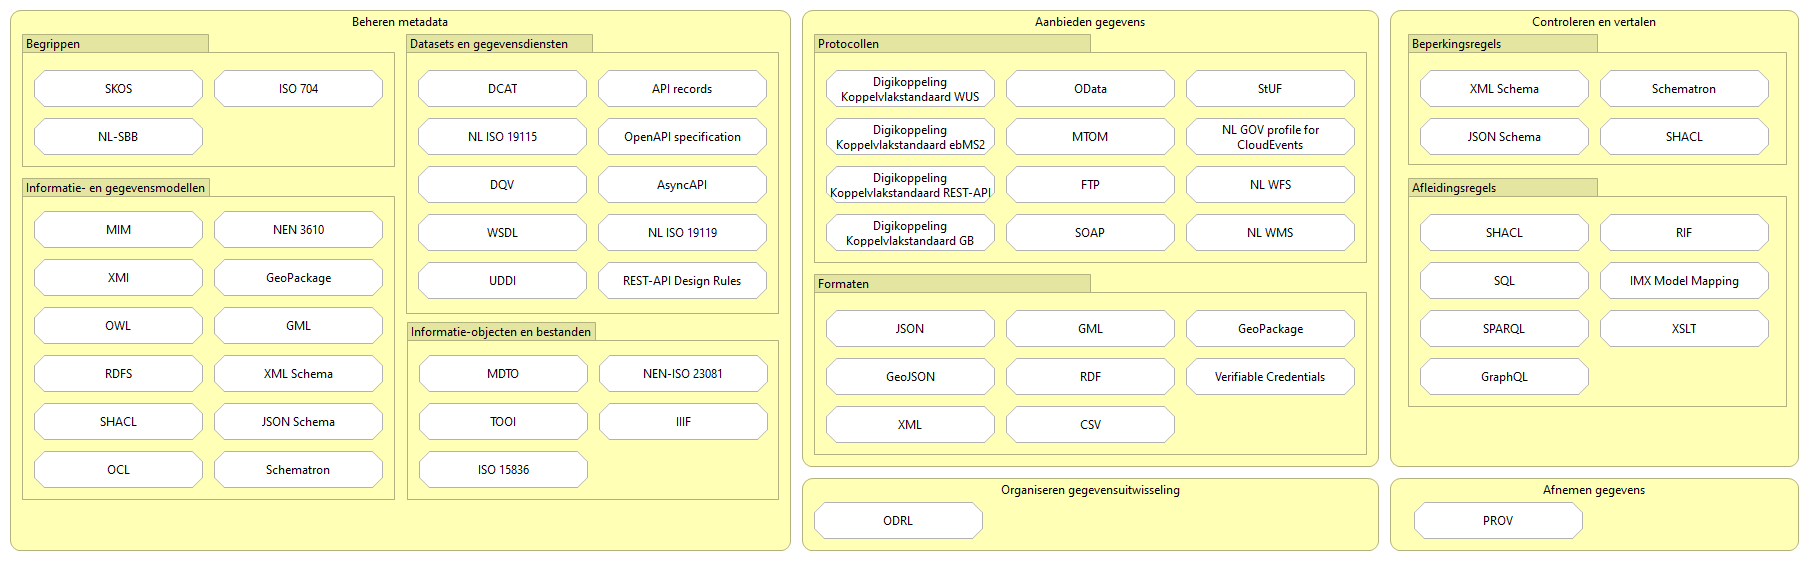 Beheren metadata
Begrippen
SKOS
ISO 704
NL-SBB
Informatie- en gegevensmodellen
MIM
NEN 3610
XMI
GeoPackage
OWL
GML
RDFS
XML Schema
SHACL
JSON Schema
OCL
Schematron
Datasets en gegevensdiensten
DCAT
API records
NL ISO 19115
OpenAPI specification
DQV
AsyncAPI
WSDL
NL ISO 19119
UDDI
REST-API Design Rules
Informatie-objecten en bestanden
MDTO
NEN-ISO 23081
TOOI
IIIF
ISO 15836
Aanbieden gegevens
Protocollen
Digikoppeling
Koppelvlakstandaard WUS
OData
StUF
Digikoppeling
Koppelvlakstandaard ebMS2
MTOM
NL GOV profile for
CloudEvents
Digikoppeling
Koppelvlakstandaard REST-API
FTP
NL WFS
Digikoppeling
Koppelvlakstandaard GB
SOAP
NL WMS
Formaten
JSON
GML
GeoPackage
GeoJSON
RDF
Verifiable Credentials
XML
CSV
Organiseren gegevensuitwisseling
ODRL
Controleren en vertalen
Beperkingsregels
XML Schema
Schematron
JSON Schema
SHACL
Afleidingsregels
SHACL
RIF
SQL
IMX Model Mapping
SPARQL
XSLT
GraphQL
Afnemen gegevens
PROV